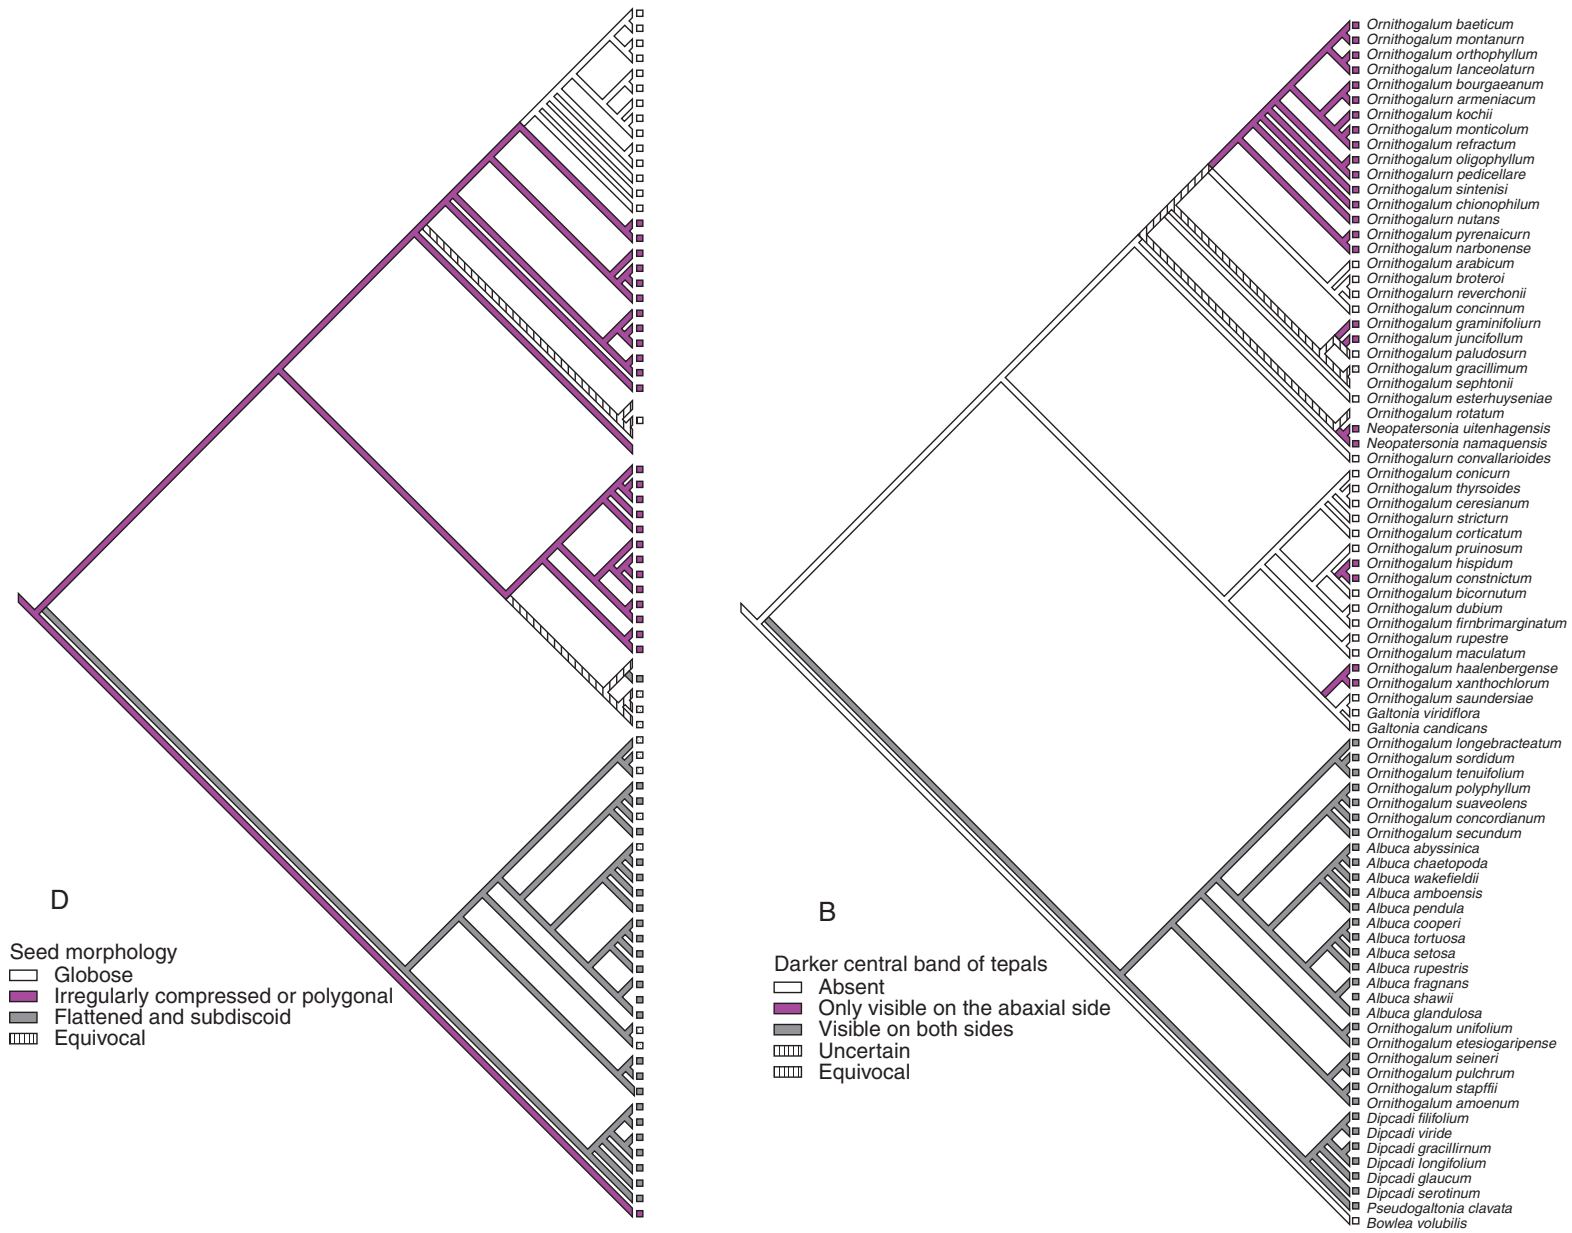 D
Seed morphology
Globose
Irregularly compressed or polygonal
Flattened and subdiscoid
Equivocal
B
Darker central band of tepals
Absent
Only visible on the abaxial side
Visible on both sides
Uncertain
Equivocal
Ornithogalum baeticum
Ornithogalum montanurn
Ornithogalum orthophyllum
Ornithogalum lanceolaturn
Ornithogalum bourgaeanum
Ornithogalurn armeniacum
Ornithogalum kochii
Ornithogalum monticolum
Ornithogalum refractum
Ornithogalum oligophyllum
Ornithogalurn pedicellare
Ornithogalum sintenisi
Ornithogalum chionophilum
Ornithogalurn nutans
Ornithogalum pyrenaicurn
Ornithogalum narbonense
Ornithogalum arabicum
Ornithogalum broteroi
Ornithogalurn reverchonii
Ornithogalum concinnum
Ornithogalum graminifoliurn
Ornithogalum juncifollum
Ornithogalum paludosurn
Ornithogalum gracillimum
Ornithogalum sephtonii
Ornithogalum esterhuyseniae
Ornithogalum rotatum
Neopatersonia uitenhagensis
Neopatersonia namaquensis
Ornithogalurn convallarioides
Ornithogalum conicurn
Ornithogalum thyrsoides
Ornithogalum ceresianum
Ornithogalurn stricturn
Ornithogalum corticatum
Ornithogalum pruinosum
Ornithogalum hispidum
Ornithogalum constnictum
Ornithogalum bicornutum
Ornithogalum dubium
Ornithogalum firnbrimarginatum
Ornithogalum rupestre
Ornithogalum maculatum
Ornithogalum haalenbergense
Ornithogalum xanthochlorum
Ornithogalum saundersiae
Galtonia viridiflora
Galtonia candicans
Ornithogalum longebracteatum
Ornithogalum sordidum
Ornithogalum tenuifolium
Ornithogalum polyphyllum
Ornithogalum suaveolens
Ornithogalum concordianum
Ornithogalum secundum
Albuca abyssinica
Albuca chaetopoda
Albuca wakefieldii
Albuca amboensis
Albuca pendula
Albuca cooperi
Albuca tortuosa
Albuca setosa
Albuca rupestris
Albuca fragnans
Albuca shawii
Albuca glandulosa
Ornithogalum unifolium
Ornithogalum etesiogaripense
Ornithogalum seineri
Ornithogalum pulchrum
Ornithogalum stapffii
Ornithogalum amoenum
Dipcadi filifolium
Dipcadi viride
Dipcadi gracillirnum
Dipcadi longifolium
Dipcadi glaucum
Dipcadi serotinum
Pseudogaltonia clavata
Bowlea volubilis